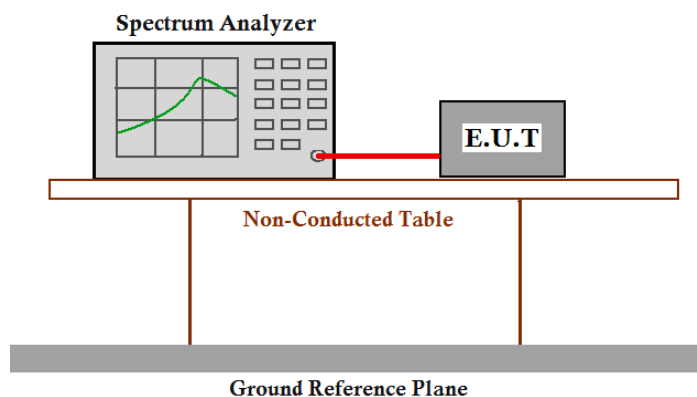 Spectrum Analyzer
E.U.T
Non-Conducted Table
Ground Reference Plane